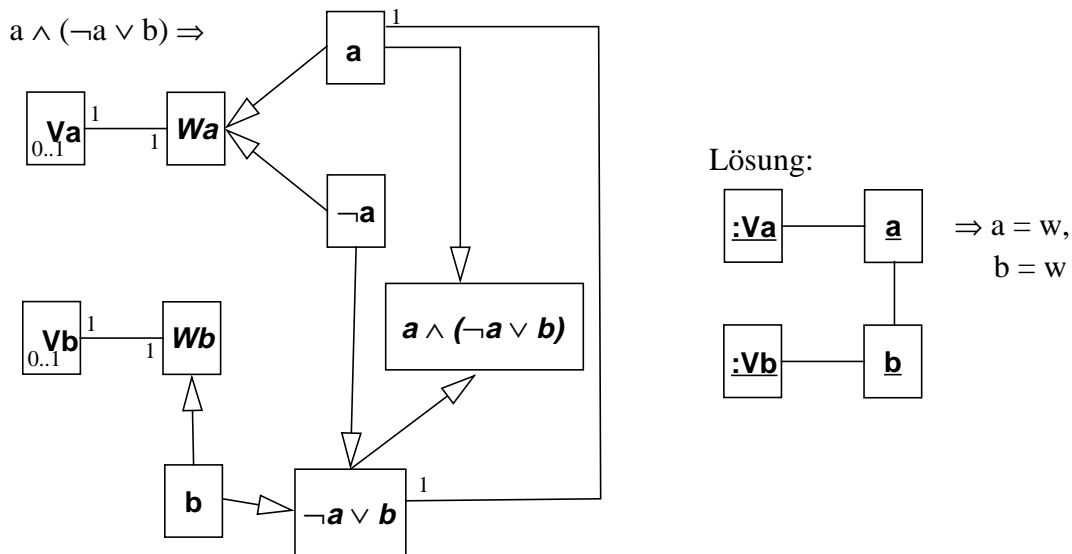 a ∧ (¬a ∨ b) ⇒
1
a
Va
0..1
1
1
Wa
¬a
Vb
0..1
1
1
Wb
a ∧ (¬a ∨ b)
b
¬a ∨ b
1
Lösung:
:Va
a
⇒ a = w,
b = w
:Vb
b